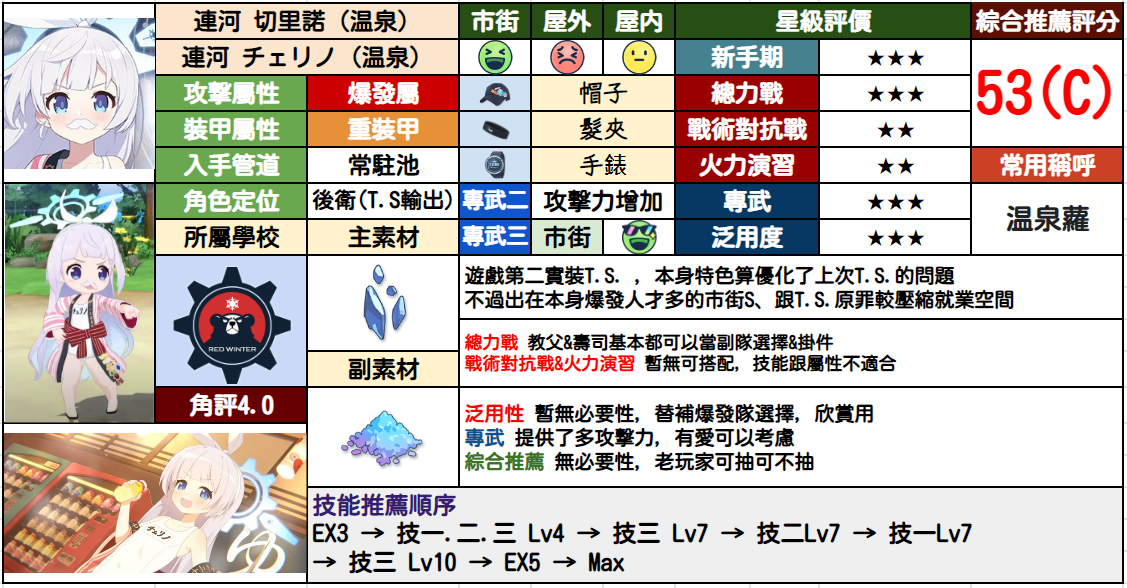 連河 切里諾（温泉）
市街
屋外
屋内
星級評價
綜合推薦評分
連河 チェリノ（温泉）
新手期
★★★
53(C)
攻擊屬性
爆發屬
帽子
總力戰
★★★
裝甲屬性
重裝甲
髮夾
戰術對抗戰
★★
入手管道
常駐池
手錶
火力演習
★★
常用稱呼
角色定位
後衛(T.S輸出)
專武二
攻擊力增加
專武
★★★
温泉蘿
所屬學校
主素材
專武三
市街
泛用度
★★★
RED WINTER
遊戲第二實裝T.S. ，本身特色算優化了上次T.S.的問題
不過出在本身爆發人才多的市街S、跟T.S.原罪較壓縮就業空間
總力戰 教父&壽司基本都可以當副隊選擇&掛件
戰術對抗戰&火力演習 暫無可搭配，技能跟屬性不適合
副素材
角評4.0
泛用性 暫無必要性，替補爆發隊選擇，欣賞用
專武 提供了多攻擊力，有愛可以考慮
綜合推薦 無必要性，老玩家可抽可不抽
チェリノ
ゆ
技能推薦順序
EX3 → 技一.二.三 Lv4 → 技三 Lv7 → 技二Lv7 → 技一Lv7
→ 技三 Lv10 → EX5 → Max